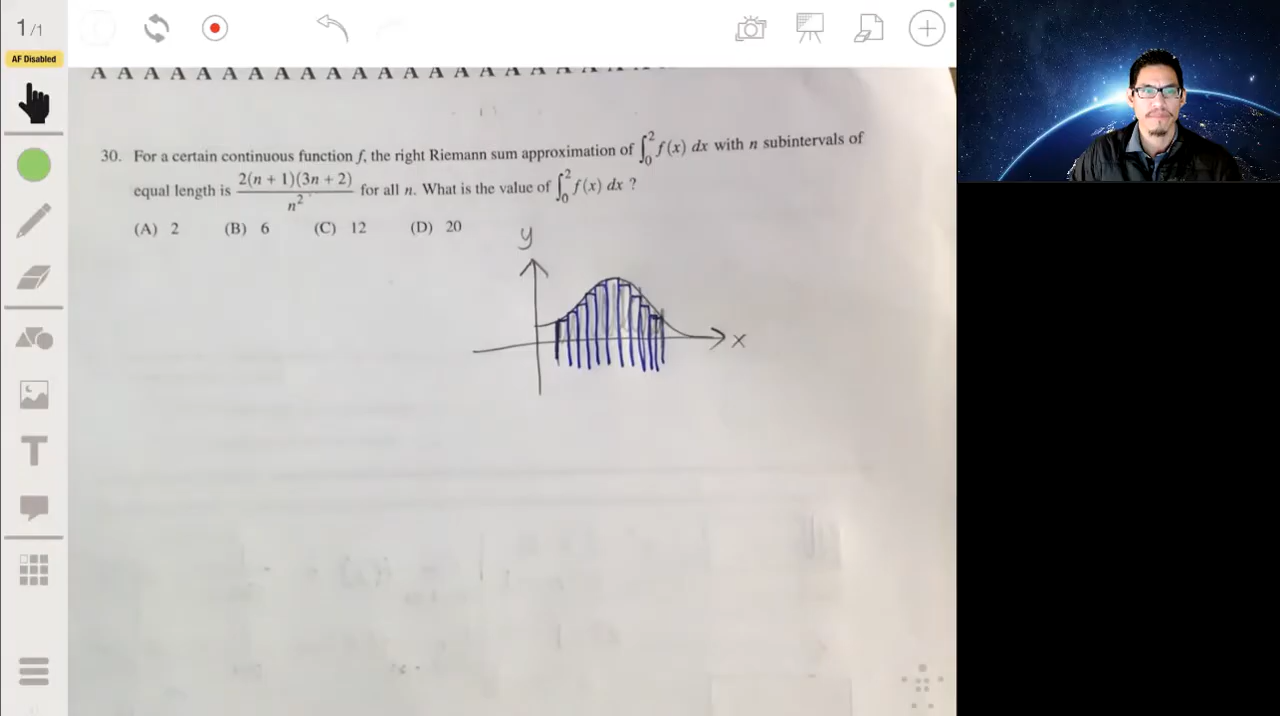 1/1
AF Disabled
T
A A A A A A A A A A A A A A A A A A A A A A
30. For a certain continuous function f, the right Riemann sum approximation of ∫₀² f(x) dx with n subintervals of
equal length is 2(n + 1)(3n + 2)/n² for all n. What is the value of ∫₀² f(x) dx ?
(A) 2 (B) 6 (C) 12 (D) 20
y
x